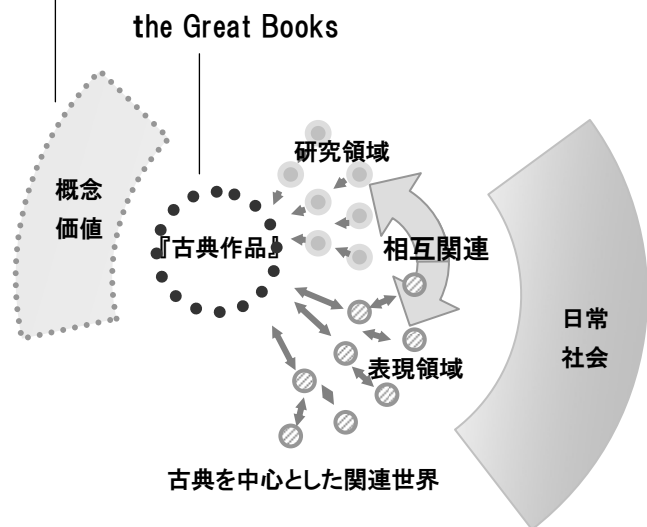 the Great Books
研究領域
概念
価値
『古典作品』
相互関連
日常
社会
表現領域
古典を中心とした関連世界